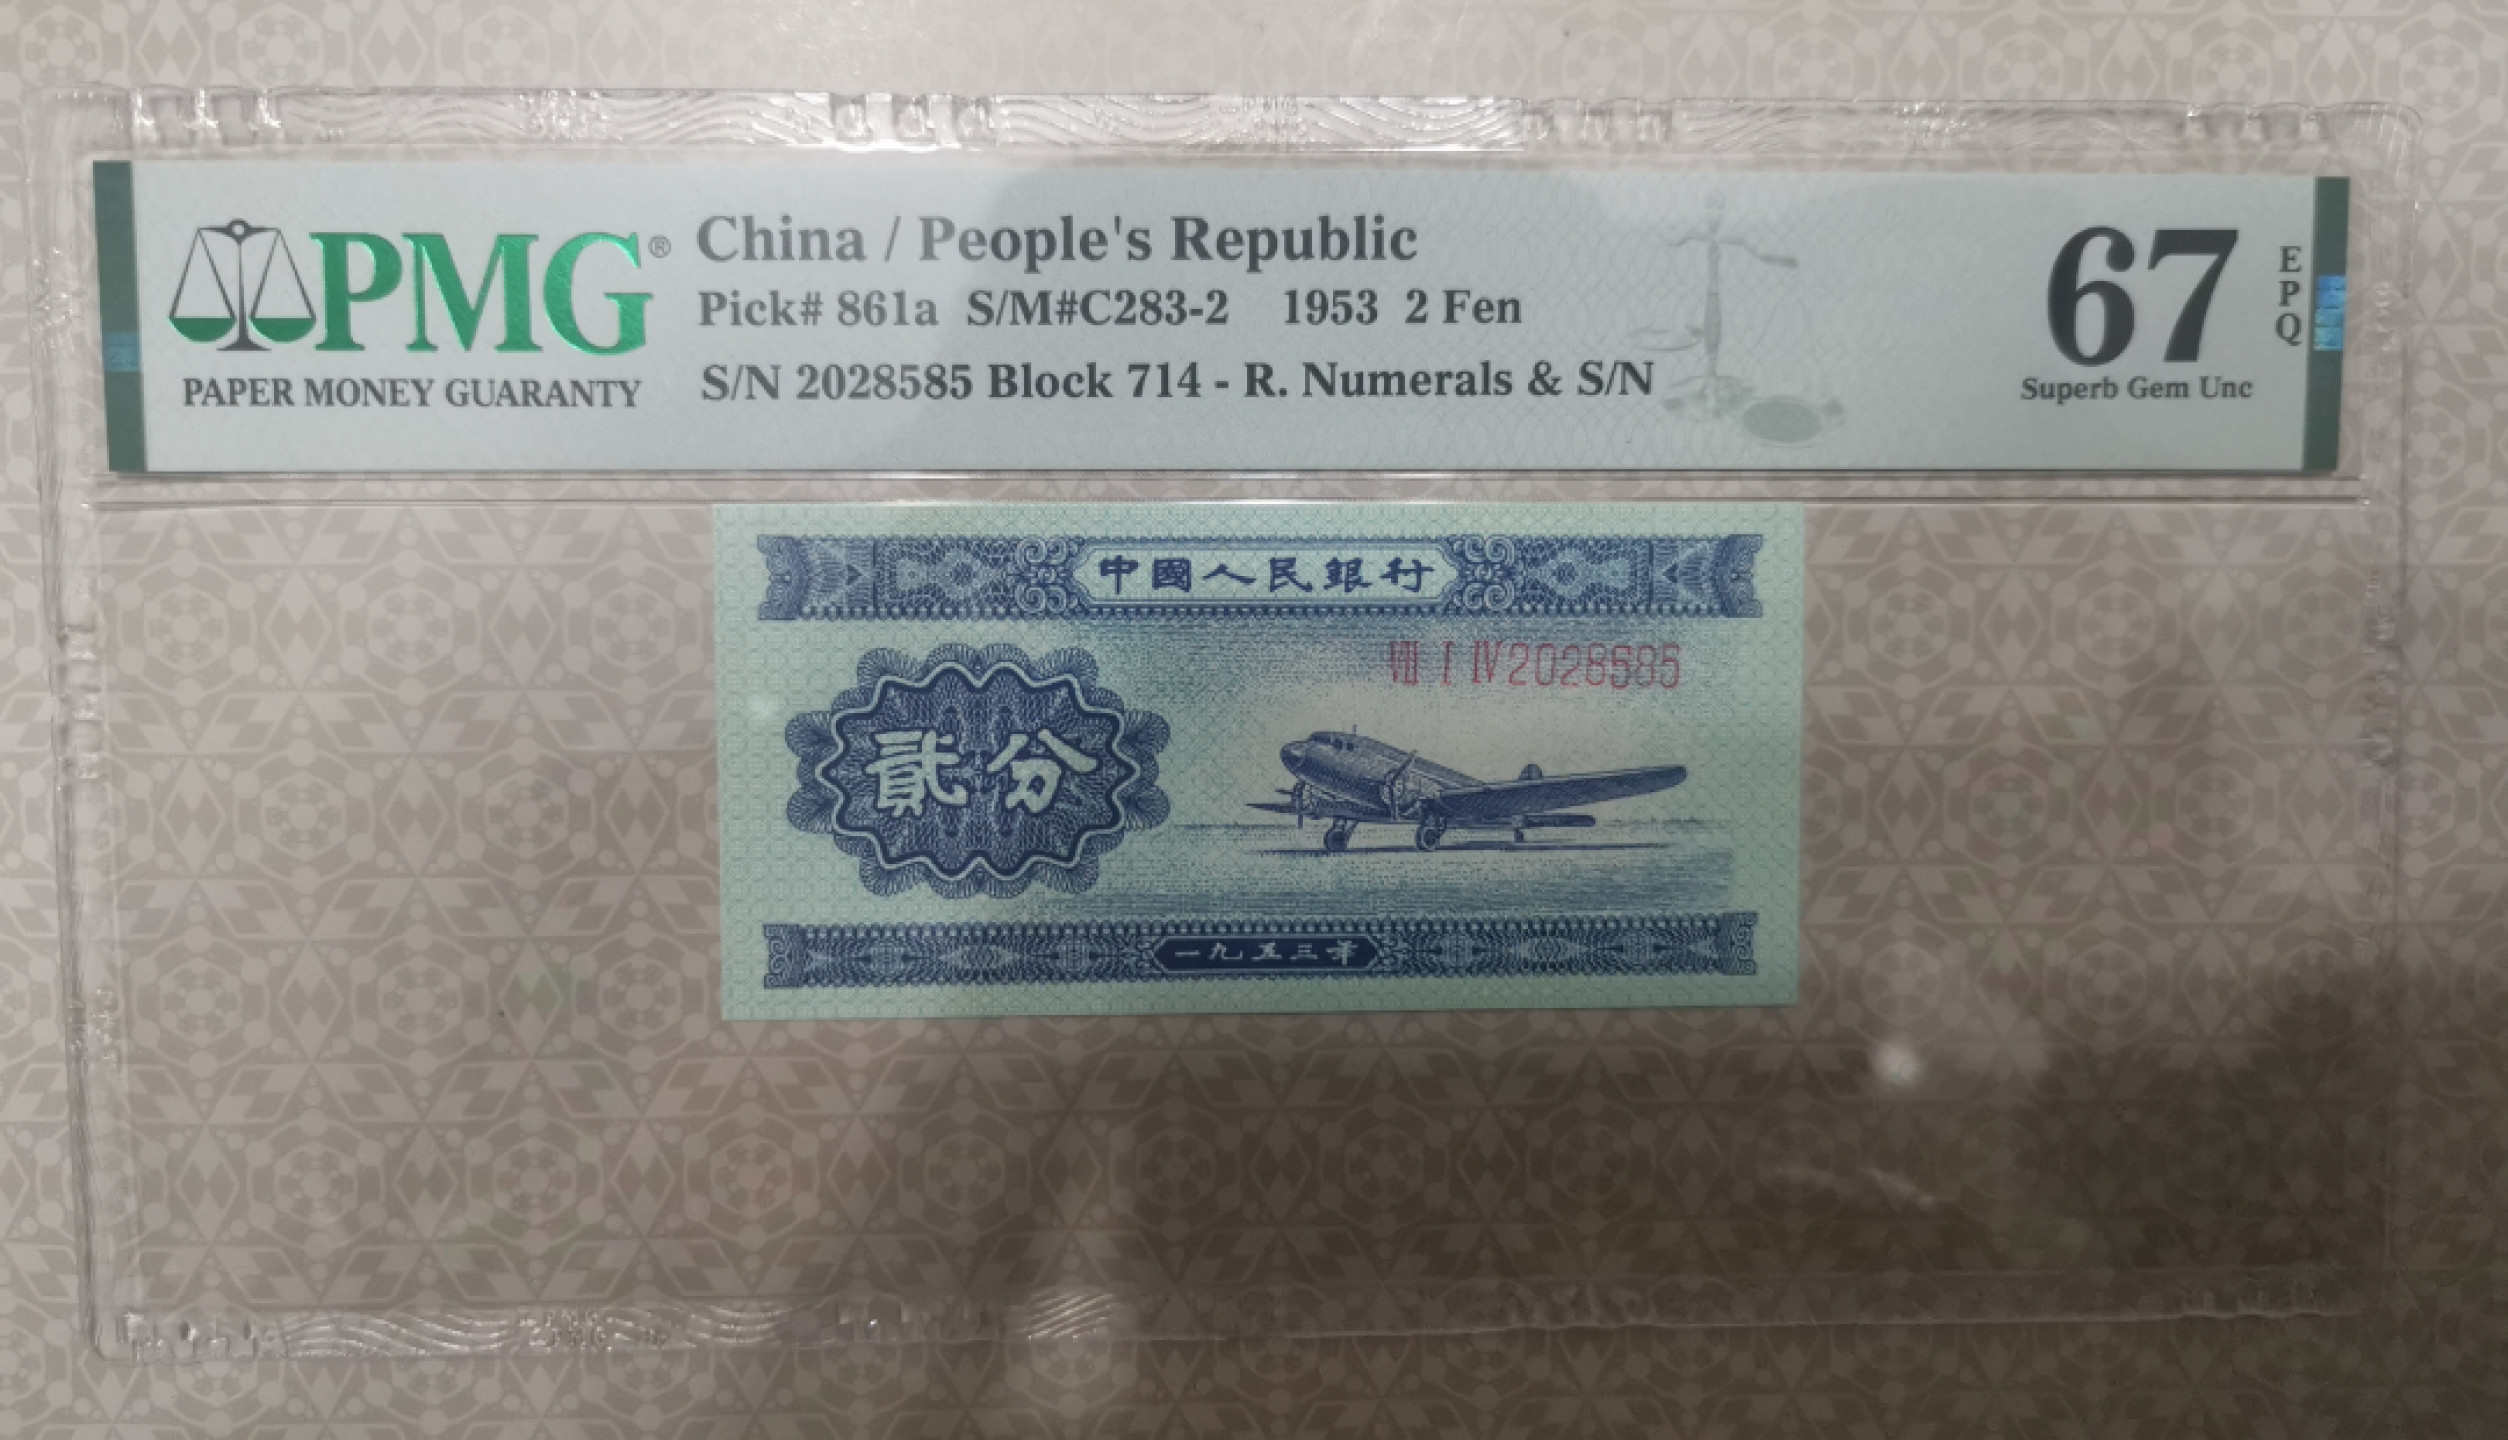 PMG®
PAPER MONEY GUARANTY
China / People's Republic
Pick# 861a S/M#C283-2 1953 2 Fen
S/N 2028585 Block 714 - R. Numerals & S/N
67
EPQ
Superb Gem Unc
中國人民銀行
VII I IV 2028585
貳分
一九五三年